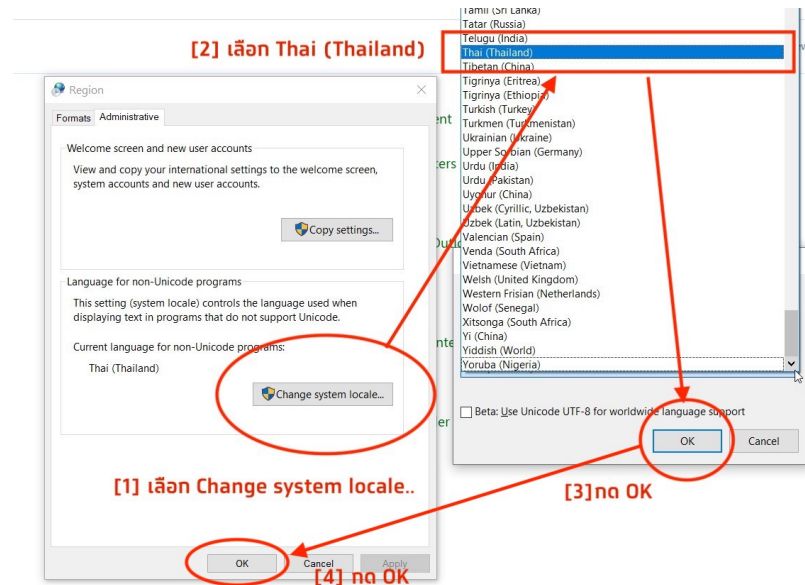 [2] เลือก Thai (Thailand)
Tamil (Sri Lanka)
Tatar (Russia)
Telugu (India)
Thai (Thailand)
Tibetan (China)
Tigrinya (Eritrea)
Tigrinya (Ethiopia)
Turkish (Turkey)
Turkmen (Turkmenistan)
Ukrainian (Ukraine)
Upper Sorbian (Germany)
Urdu (India)
Urdu (Pakistan)
Uyghur (China)
Uzbek (Cyrillic, Uzbekistan)
Uzbek (Latin, Uzbekistan)
Valencian (Spain)
Venda (South Africa)
Vietnamese (Vietnam)
Welsh (United Kingdom)
Western Frisian (Netherlands)
Wolof (Senegal)
Xitsonga (South Africa)
Yi (China)
Yiddish (World)
Yoruba (Nigeria)
Beta: Use Unicode UTF-8 for worldwide language support
OK Cancel
[3]กด OK
Region
Formats Administrative
Welcome screen and new user accounts
View and copy your international settings to the welcome screen,
system accounts and new user accounts.
Copy settings...
Language for non-Unicode programs
This setting (system locale) controls the language used when
displaying text in programs that do not support Unicode.
Current language for non-Unicode programs:
Thai (Thailand)
Change system locale...
[1] เลือก Change system locale..
OK Cancel Apply
[4] กด OK